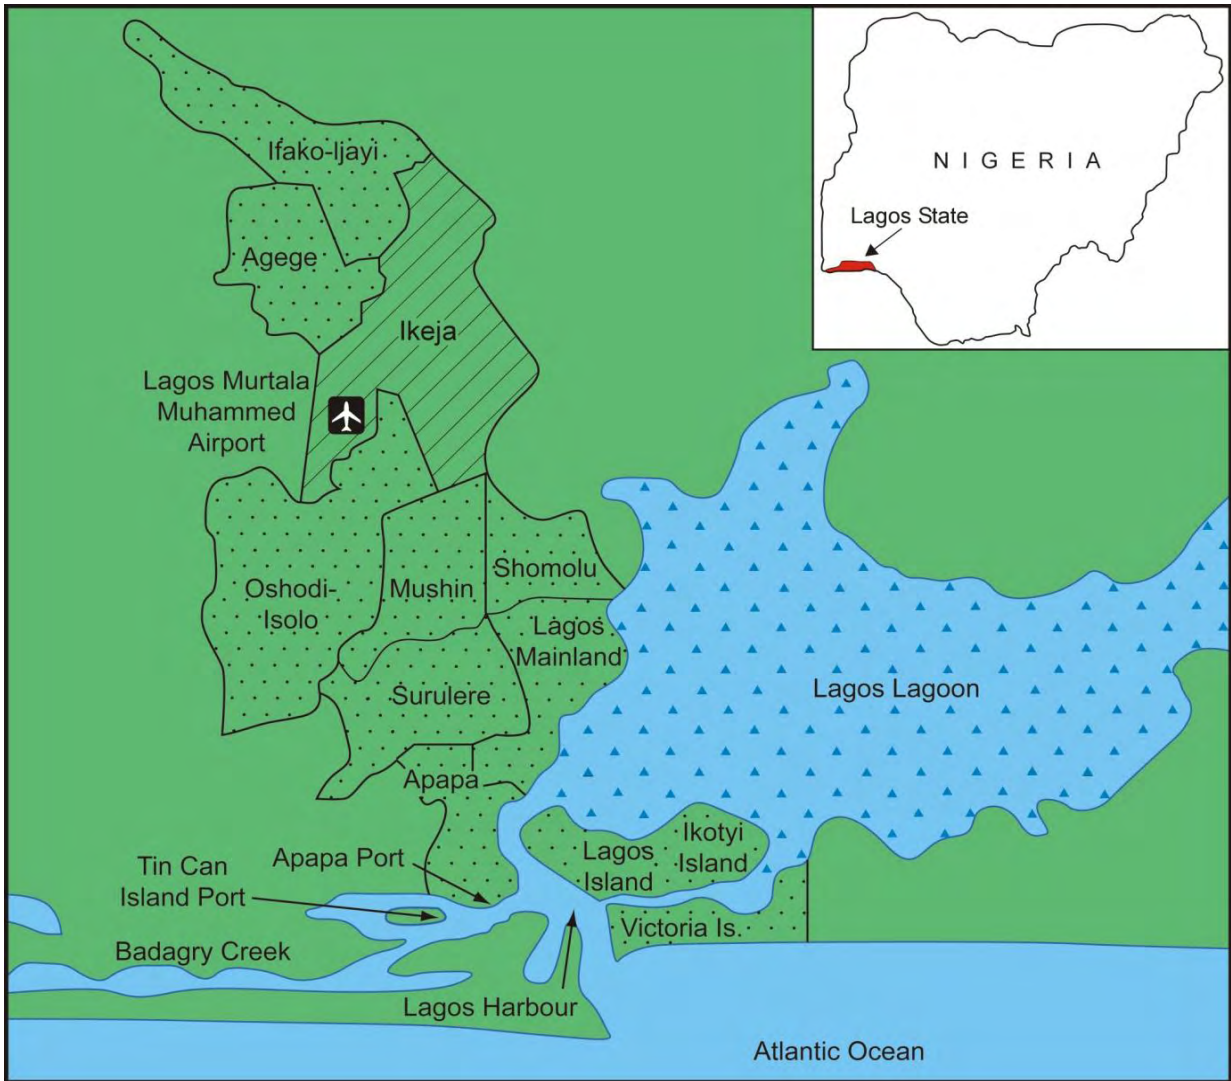 Ifako-Ijayi
NIGERIA
Lagos State
Agege
Ikeja
Lagos Murtala
Muhammed
Airport
Oshodi-
Isolo
Mushin
Shomolu
Lagos
Mainland
Surulere
Lagos Lagoon
Apapa
Ikotyi
Island
Lagos
Island
Apapa Port
Tin Can
Island Port
Victoria Is.
Badagry Creek
Lagos Harbour
Atlantic Ocean